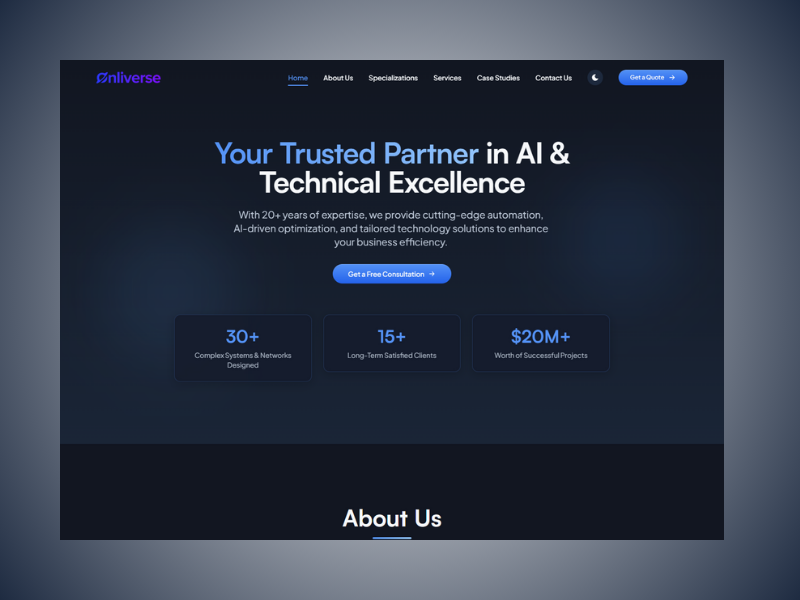 Ønliverse
Home About Us Specializations Services Case Studies Contact Us Get a Quote →
Your Trusted Partner in AI &
Technical Excellence
With 20+ years of expertise, we provide cutting-edge automation,
AI-driven optimization, and tailored technology solutions to enhance
your business efficiency.
Get a Free Consultation →
30+
Complex Systems & Networks
Designed
15+
Long-Term Satisfied Clients
$20M+
Worth of Successful Projects
About Us